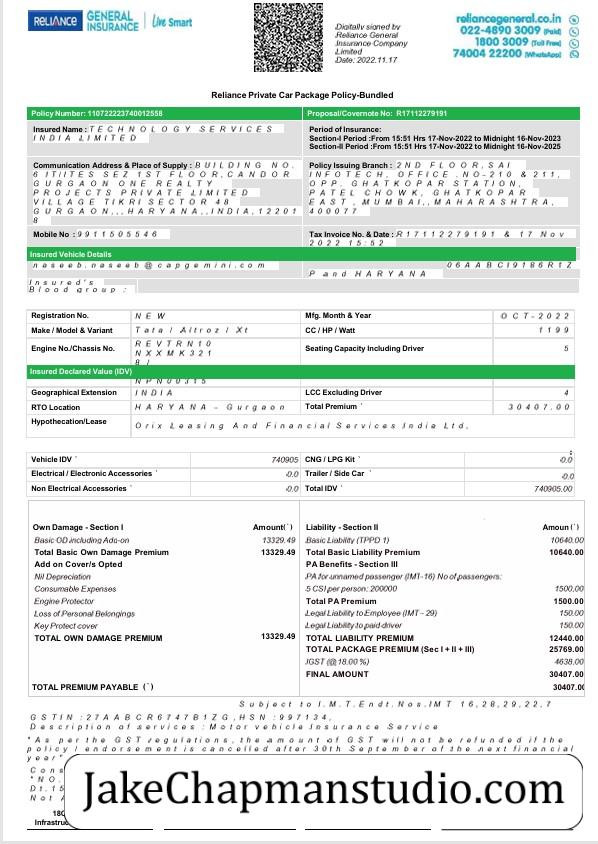 RELIANCE GENERAL INSURANCE Live Smart
Digitally signed by
Reliance General
Insurance Company
Limited
Date: 2022.11.17
reliancegeneral.co.in
022-4890 3009 (Paid)
1800 3009 (Toll Free)
74004 22200 (WhatsApp)
Reliance Private Car Package Policy-Bundled
Policy Number: 110722223740012558
Proposal/Covernote No: R17112279191
Insured Name : TECHNOLOGY SERVICES
INDIA LIMITED
Period of Insurance:
Section-I Period :From 15:51 Hrs 17-Nov-2022 to Midnight 16-Nov-2023
Section-II Period :From 15:51 Hrs 17-Nov-2022 to Midnight 16-Nov-2025
Communication Address & Place of Supply : BUILDING NO.
6 ITIITES SEZ 1ST FLOOR,CANDOR
GURGAON ONE REALTY
PROJECTS PRIVATE LIMITED
VILLAGE TIKRI SECTOR 48
GURGAON,,,HARYANA,,INDIA,12201
8
Policy Issuing Branch : 2ND FLOOR,SAI
INFOTECH, OFFICE .NO-210 & 211,
OPP. GHATKOPAR STATION,
PATEL CHOWK, GHATKOPAR
EAST ,MUMBAI,,MAHARASHTRA,
400077
Mobile No : 9911505546
Tax Invoice No. & Date : R17112279191 & 17 Nov
2022 15:52
Insured Vehicle Details
naseeb.naseeb@capgemini.com
06AABCI9186R1Z
P and HARYANA
Insured's
Blood group :
Registration No. NEW
Mfg. Month & Year OCT-2022
Make / Model & Variant Tata / Altroz / Xt
CC / HP / Watt 1199
Engine No./Chassis No. REVTRN10
NXXMK321
Seating Capacity Including Driver 5
Insured Declared Value (IDV)
NPN00315
Geographical Extension INDIA
LCC Excluding Driver 4
RTO Location HARYANA - Gurgaon
Total Premium ` 30407.00
Hypothecation/Lease Orix Leasing And Financial Services India Ltd.
Vehicle IDV ` 740905
CNG / LPG Kit ` -0.0
Electrical / Electronic Accessories ` -0.0
Trailer / Side Car ` -0.0
Non Electrical Accessories ` -0.0
Total IDV ` 740905.00
Own Damage - Section I Amount(`)
Liability - Section II Amoun(`)
Basic OD including Add-on 13329.49
Basic Liability (TPPD 1) 10640.00
Total Basic Own Damage Premium 13329.49
Total Basic Liability Premium 10640.00
Add on Cover/s Opted
PA Benefits - Section III
Nil Depreciation
PA for unnamed passenger (IMT-16) No of passengers:
Consumable Expenses
5 CSI per person: 200000 1500.00
Engine Protector
Total PA Premium 1500.00
Loss of Personal Belongings
Legal Liability to Employee (IMT - 29) 150.00
Key Protect cover
Legal Liability to paid driver 150.00
TOTAL OWN DAMAGE PREMIUM 13329.49
TOTAL LIABILITY PREMIUM 12440.00
TOTAL PACKAGE PREMIUM (Sec I + II + III) 25769.00
IGST (@18.00 %) 4638.00
FINAL AMOUNT 30407.00
TOTAL PREMIUM PAYABLE (`) 30407.00
Subject to I.M.T.Endt.Nos.IMT 16,28,29,22,7
GSTIN :27AABCR6747B1ZG,HSN :997134,
Description of services : Motor vehicle Insurance Service
"As per the GST regulations, the amount of GST will not be refunded if the
policy / endorsement is cancelled after 30th September of the next financial
year"
Cons
"NO.
Dt.15
Not A
Infrastruc
JakeChapmanstudio.com